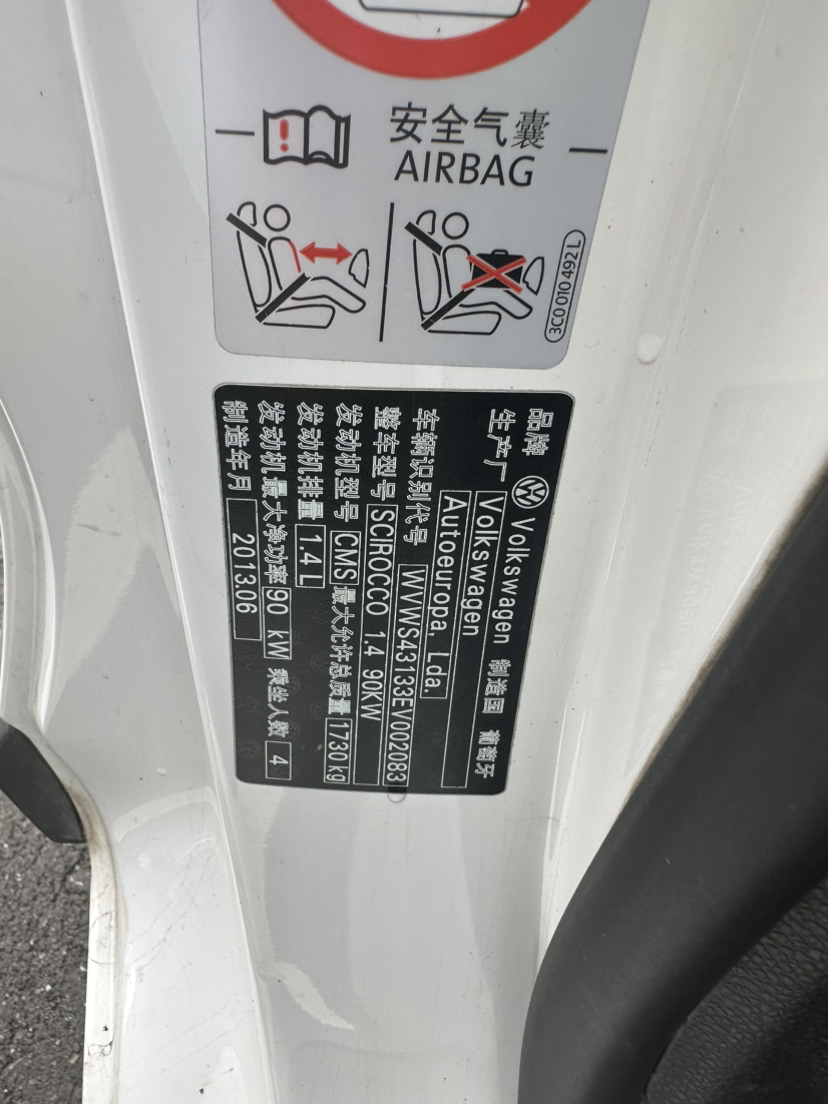 安全气囊
AIRBAG
3C0 010 492 L
品牌 Volkswagen 制造国 葡萄牙
生产厂 Volkswagen
Autoeuropa, Lda.
车辆识别代号 WVWS43133EV002083
整车型号 SCIROCCO 1.4 90KW
发动机型号 CMS 最大允许总质量 1730 kg
发动机排量 1.4 L
发动机最大净功率 90 kW 乘坐人数 4
制造年月 2013.06